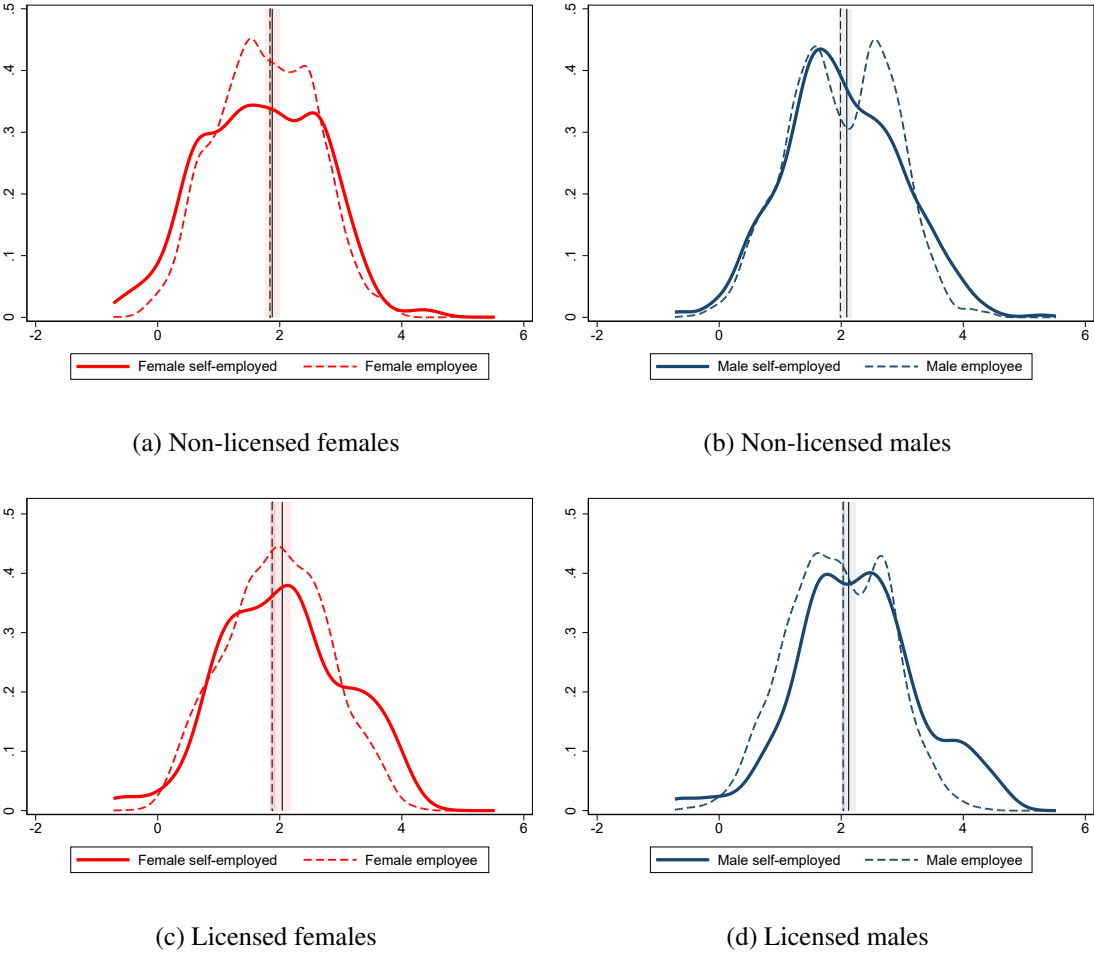 .5
.4
.3
.2
.1
0
-2 0 2 4 6
Female self-employed Female employee
(a) Non-licensed females
.5
.4
.3
.2
.1
0
-2 0 2 4 6
Male self-employed Male employee
(b) Non-licensed males
.5
.4
.3
.2
.1
0
-2 0 2 4 6
Female self-employed Female employee
(c) Licensed females
.5
.4
.3
.2
.1
0
-2 0 2 4 6
Male self-employed Male employee
(d) Licensed males